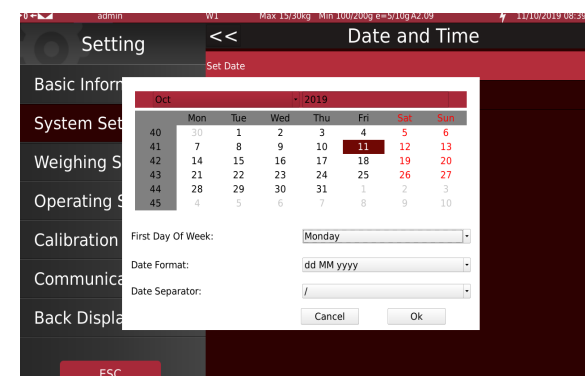 admin W1 Max 15/30kg Min 100/200g e=5/10g A2.09 11/10/2019 08:39
Setting << Date and Time
Set Date
Basic Inform
System Set
Weighing S
Operating S
Calibration
Communica
Back Displa
ESC
Oct 2019
Mon Tue Wed Thu Fri Sat Sun
40 30 1 2 3 4 5 6
41 7 8 9 10 11 12 13
42 14 15 16 17 18 19 20
43 21 22 23 24 25 26 27
44 28 29 30 31 1 2 3
45 4 5 6 7 8 9 10
First Day Of Week: Monday
Date Format: dd MM yyyy
Date Separator: /
Cancel Ok